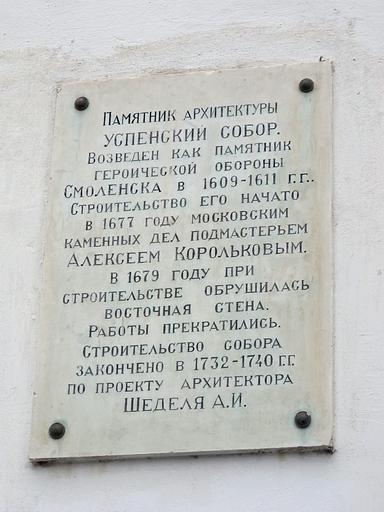 Памятник архитектуры
Успенский собор.
Возведен как памятник
героической обороны
Смоленска в 1609-1611 г.г..
Строительство его начато
в 1677 году московским
каменных дел подмастерьем
Алексеем Корольковым.
В 1679 году при
строительстве обрушилась
восточная стена.
Работы прекратились.
Строительство собора
закончено в 1732-1740 г.г
по проекту архитектора
Шеделя А.И.